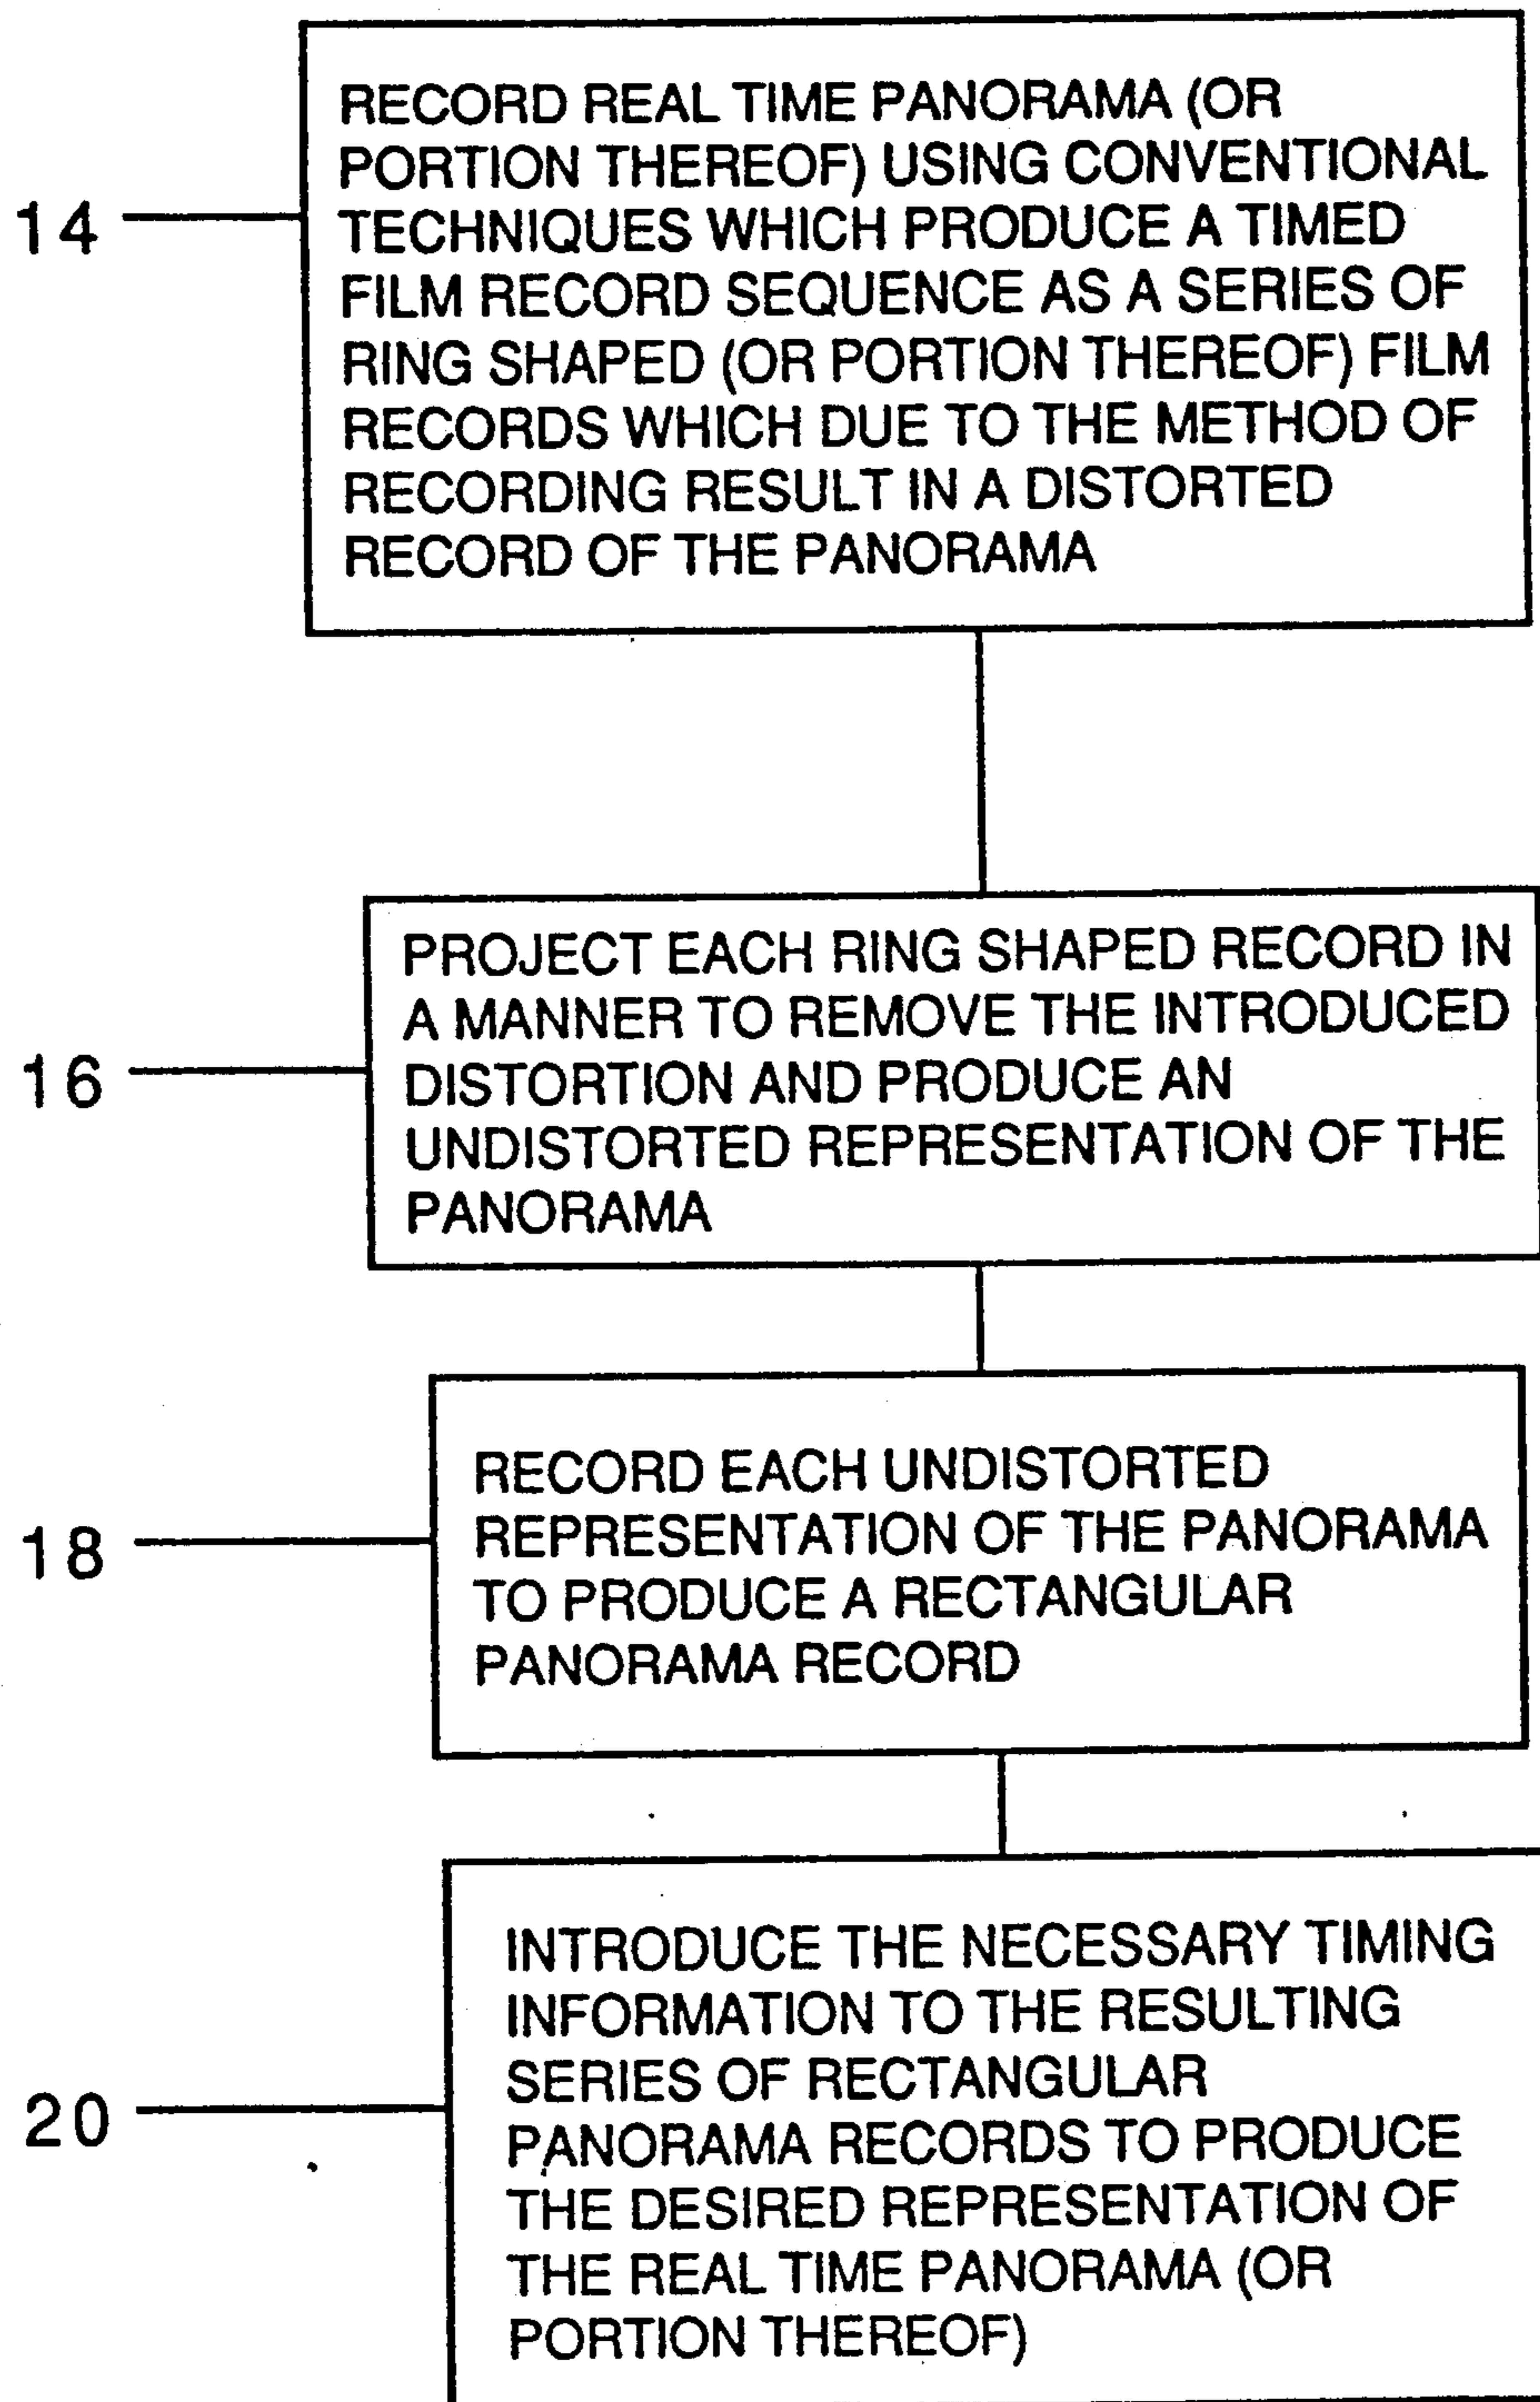 14
RECORD REAL TIME PANORAMA (OR
PORTION THEREOF) USING CONVENTIONAL
TECHNIQUES WHICH PRODUCE A TIMED
FILM RECORD SEQUENCE AS A SERIES OF
RING SHAPED (OR PORTION THEREOF) FILM
RECORDS WHICH DUE TO THE METHOD OF
RECORDING RESULT IN A DISTORTED
RECORD OF THE PANORAMA
16
PROJECT EACH RING SHAPED RECORD IN
A MANNER TO REMOVE THE INTRODUCED
DISTORTION AND PRODUCE AN
UNDISTORTED REPRESENTATION OF THE
PANORAMA
18
RECORD EACH UNDISTORTED
REPRESENTATION OF THE PANORAMA
TO PRODUCE A RECTANGULAR
PANORAMA RECORD
20
INTRODUCE THE NECESSARY TIMING
INFORMATION TO THE RESULTING
SERIES OF RECTANGULAR
PANORAMA RECORDS TO PRODUCE
THE DESIRED REPRESENTATION OF
THE REAL TIME PANORAMA (OR
PORTION THEREOF)